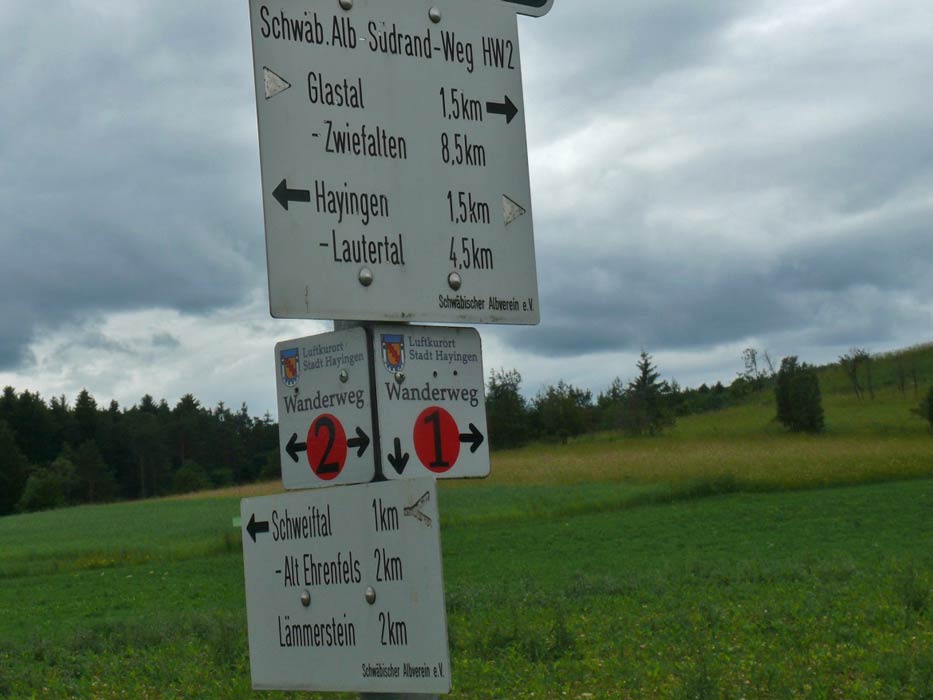 Schwäb.Alb-Südrand-Weg HW2
Glastal 1,5km
- Zwiefalten 8,5km
Hayingen 1,5km
- Lautertal 4,5km
Schwäbischer Albverein e.V.
Luftkurort
Stadt Hayingen
Wanderweg
2
Luftkurort
Stadt Hayingen
Wanderweg
1
Schweiftal 1km
-Alt Ehrenfels 2km
Lämmerstein 2km
Schwäbischer Albverein e.V.